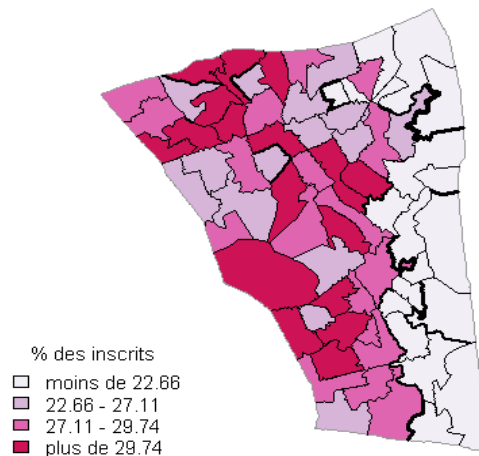 % des inscrits
moins de 22.66
22.66 - 27.11
27.11 - 29.74
plus de 29.74